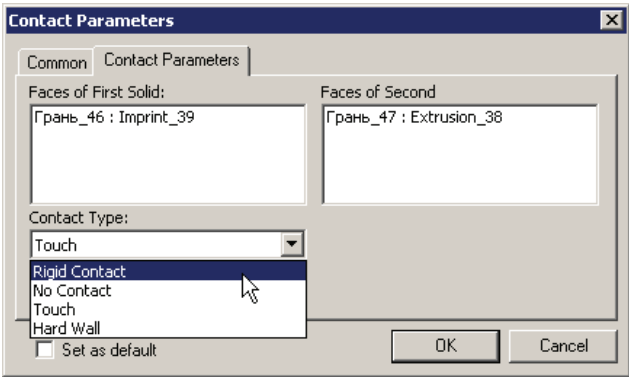 Contact Parameters
Common
Contact Parameters
Faces of First Solid:
Faces of Second
Грань_46 : Imprint_39
Грань_47 : Extrusion_38
Contact Type:
Touch
Rigid Contact
No Contact
Touch
Hard Wall
Set as default
OK
Cancel